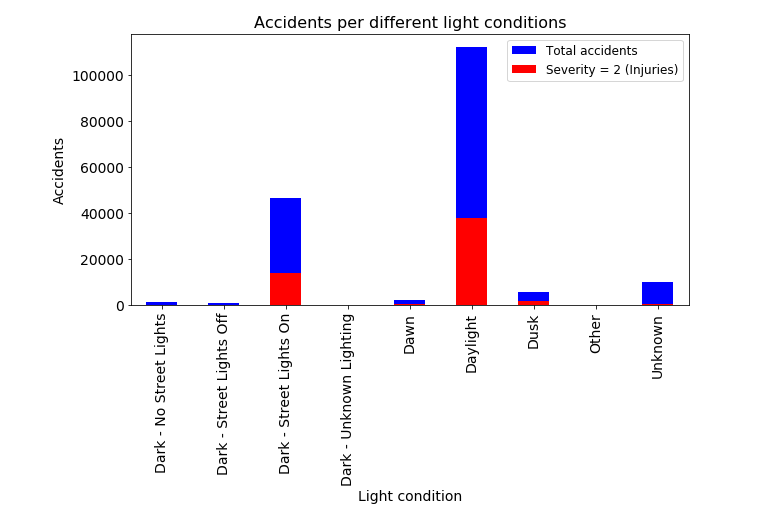 Accidents per different light conditions
Total accidents
Severity = 2 (Injuries)
Accidents
100000
80000
60000
40000
20000
0
Dark - No Street Lights
Dark - Street Lights Off
Dark - Street Lights On
Dark - Unknown Lighting
Dawn
Daylight
Dusk
Other
Unknown
Light condition